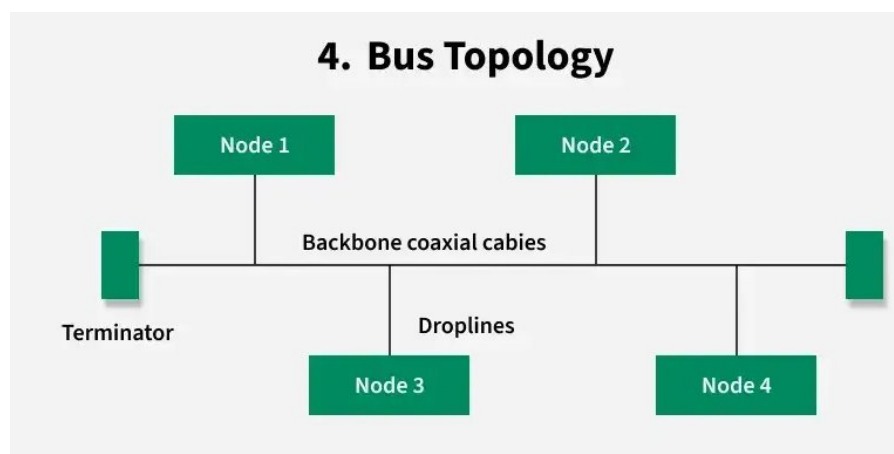 4. Bus Topology
Node 1
Node 2
Backbone coaxial cabies
Terminator
Droplines
Node 3
Node 4